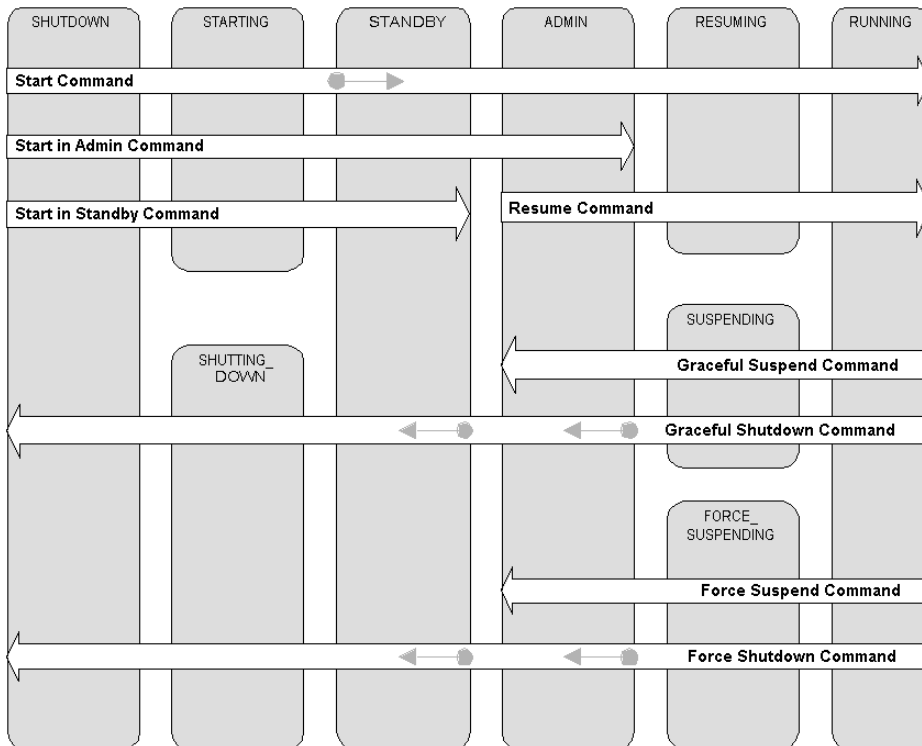 SHUTDOWN
STARTING
STANDBY
ADMIN
RESUMING
RUNNING
Start Command
Start in Admin Command
Start in Standby Command
Resume Command
SUSPENDING
SHUTTING_
DOWN
Graceful Suspend Command
Graceful Shutdown Command
FORCE_
SUSPENDING
Force Suspend Command
Force Shutdown Command